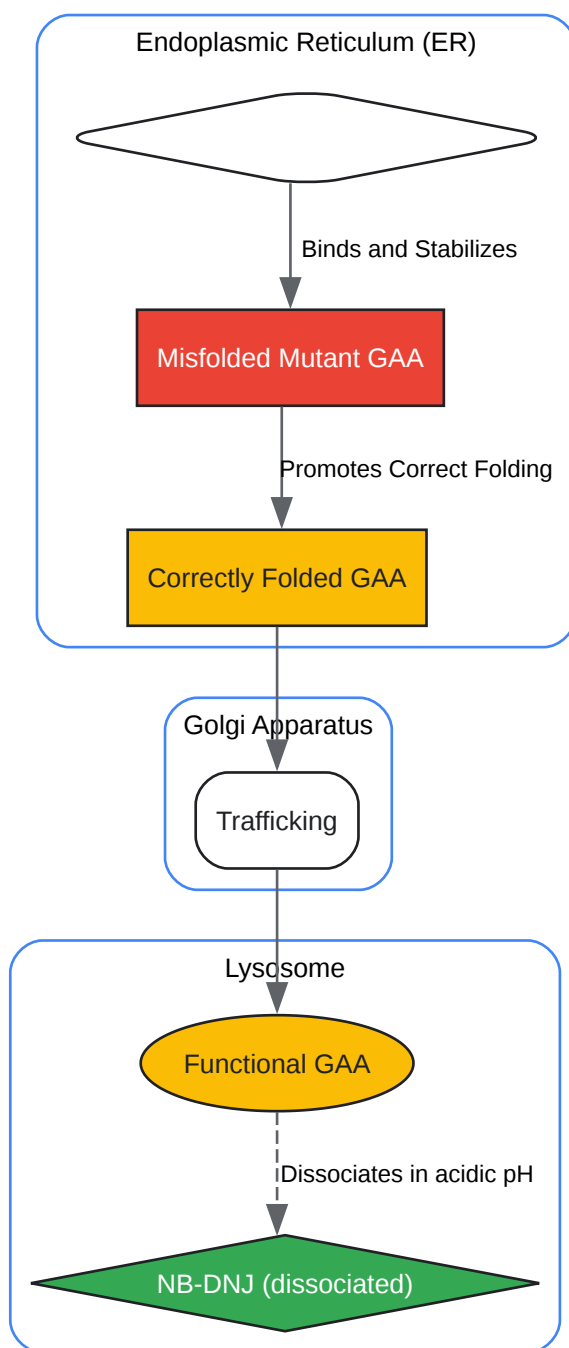 Endoplasmic Reticulum (ER)
Binds and Stabilizes
Misfolded Mutant GAA
Promotes Correct Folding
Correctly Folded GAA
Golgi Apparatus
Trafficking
Lysosome
Functional GAA
Dissociates in acidic pH
NB-DNJ (dissociated)